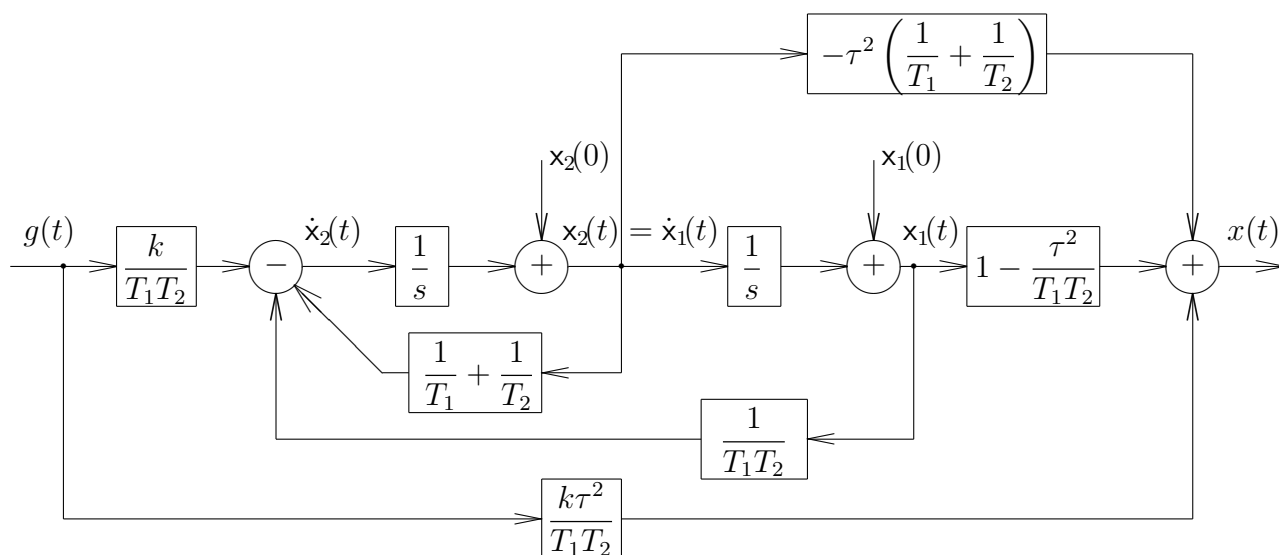 −τ² (1/T₁ + 1/T₂)
x₂(0)
x₁(0)
g(t)
k/(T₁T₂)
−
ẋ₂(t)
1/s
+
x₂(t) = ẋ₁(t)
1/s
+
x₁(t)
1 − τ²/(T₁T₂)
+
x(t)
1/T₁ + 1/T₂
1/(T₁T₂)
kτ²/(T₁T₂)